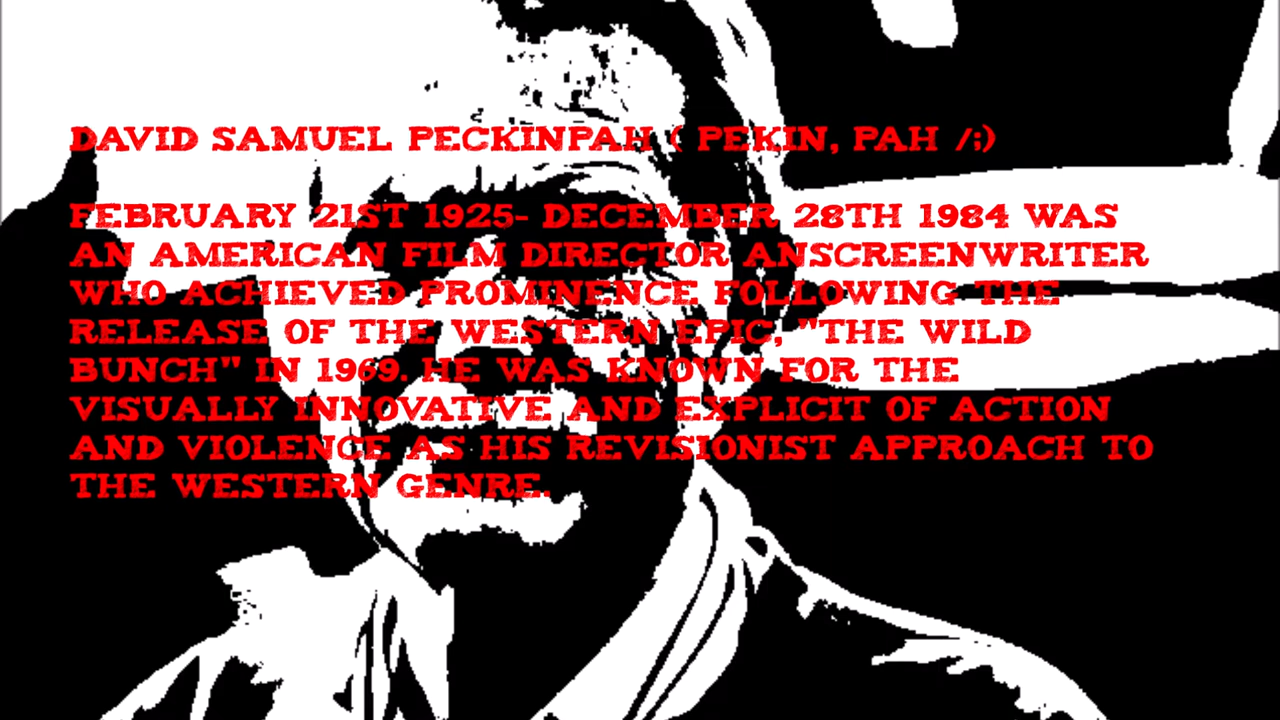 DAVID SAMUEL PECKINPAH ( PEKIN, PAH /;)
FEBRUARY 21ST 1925- DECEMBER 28TH 1984 WAS
AN AMERICAN FILM DIRECTOR ANSCREENWRITER
WHO ACHIEVED PROMINENCE FOLLOWING THE
RELEASE OF THE WESTERN EPIC, "THE WILD
BUNCH" IN 1969. HE WAS KNOWN FOR THE
VISUALLY INNOVATIVE AND EXPLICIT OF ACTION
AND VIOLENCE AS HIS REVISIONIST APPROACH TO
THE WESTERN GENRE.